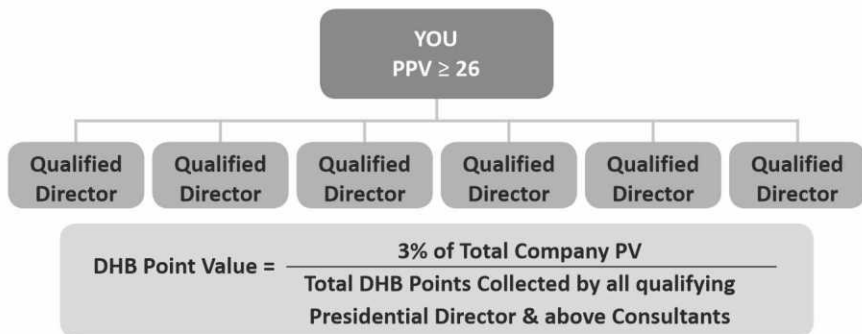 YOU
PPV ≥ 26
Qualified Director
Qualified Director
Qualified Director
Qualified Director
Qualified Director
Qualified Director
DHB Point Value =
3% of Total Company PV
Total DHB Points Collected by all qualifying
Presidential Director & above Consultants